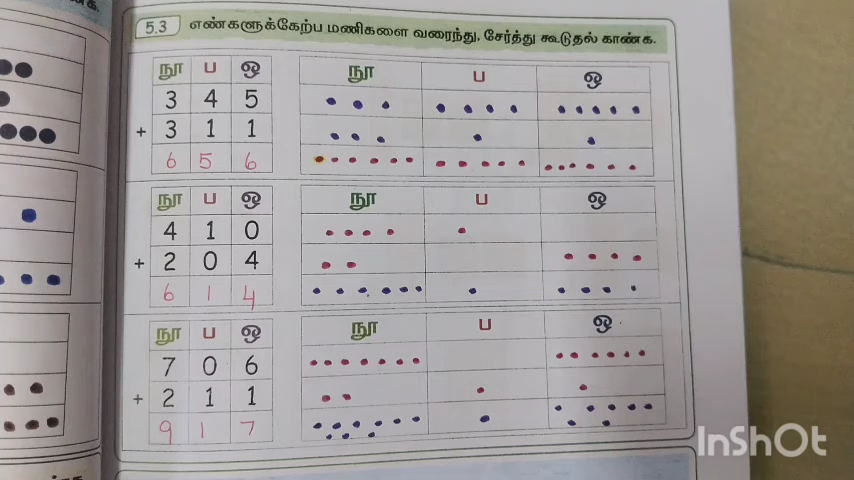 5.3 எண்களுக்கேற்ப மணிகளை வரைந்து, சேர்த்து கூடுதல் காண்க.
நூ ப ஒ நூ ப ஒ
3 4 5
+ 3 1 1
6 5 6
நூ ப ஒ நூ ப ஒ
4 1 0
+ 2 0 4
6 1 4
நூ ப ஒ நூ ப ஒ
7 0 6
+ 2 1 1
9 1 7
InShOt